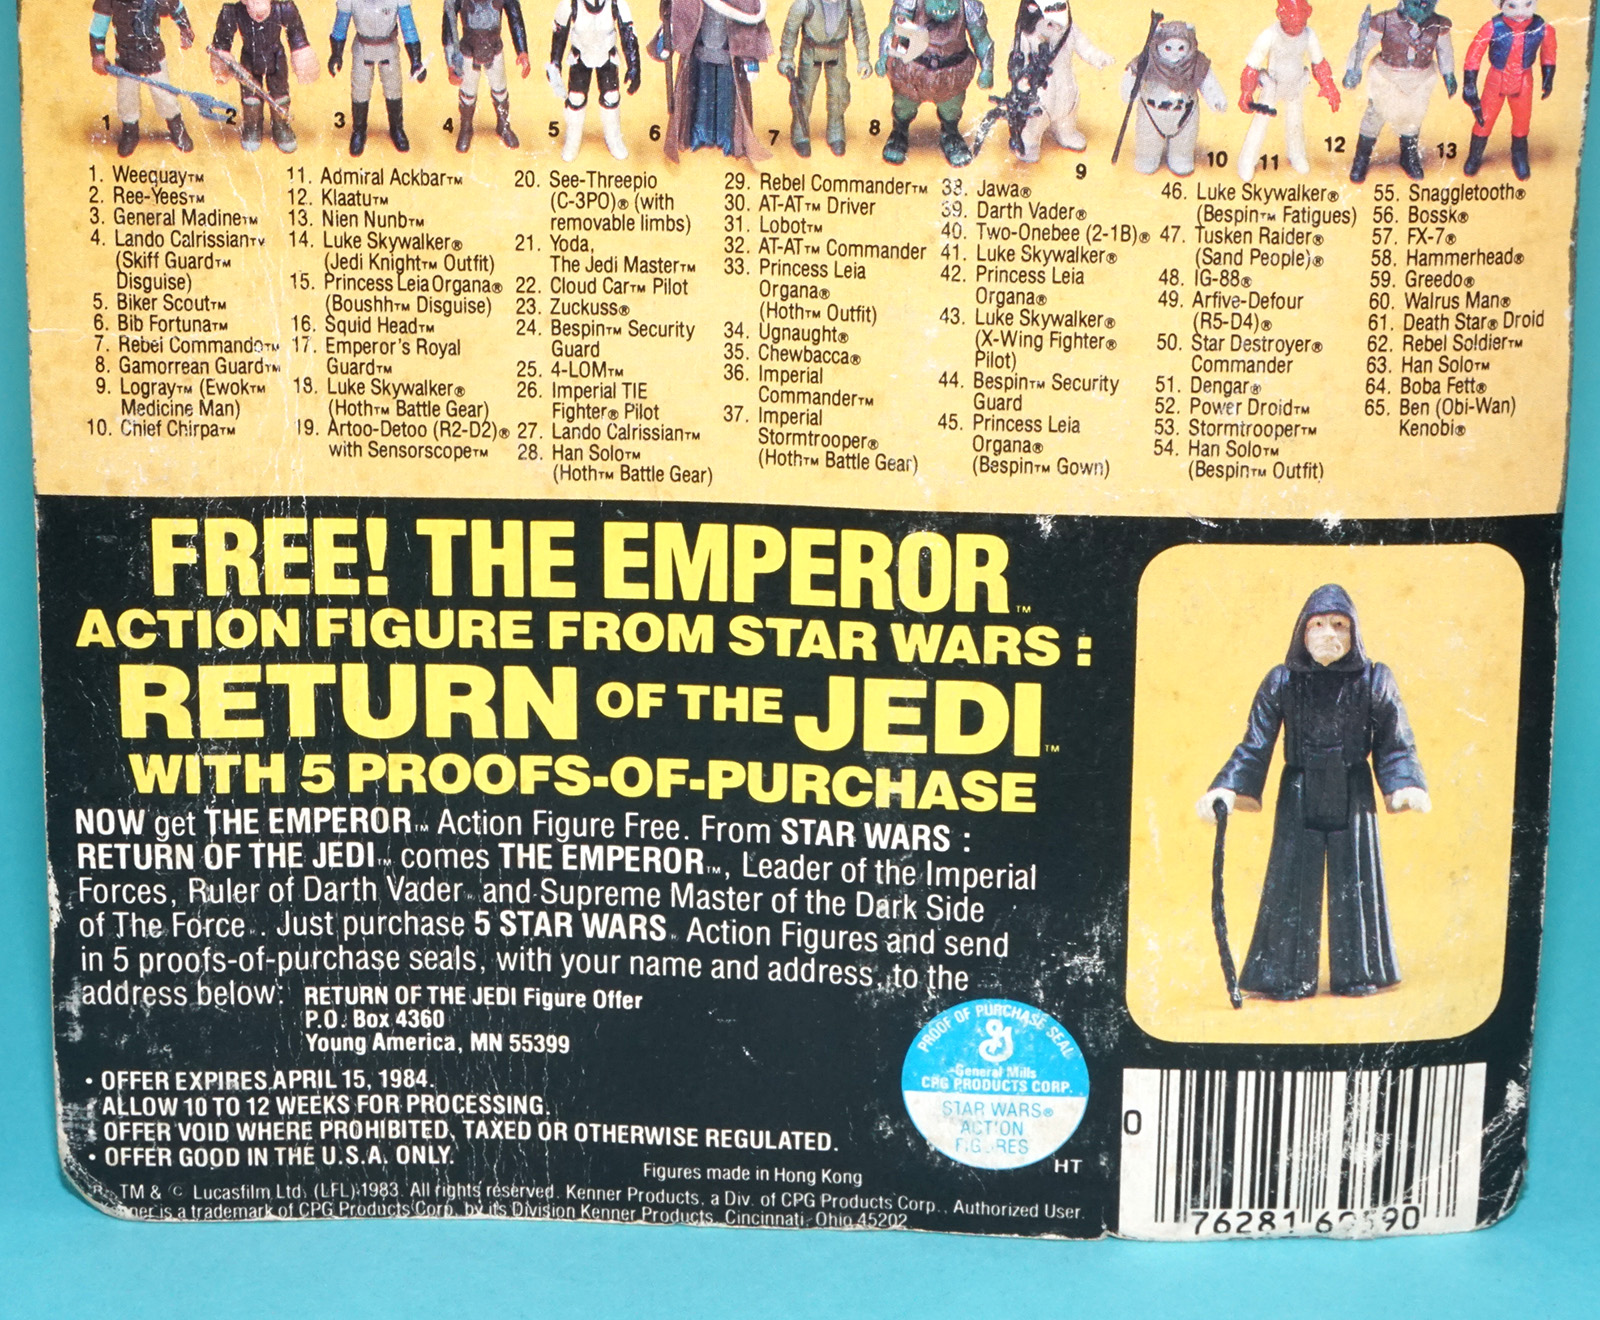 1
2
3
4
5
6
7
8
9
10
11
12
13
1. Weequay™
2. Ree-Yees™
3. General Madine™
4. Lando Calrissian™
(Skiff Guard™
Disguise)
5. Biker Scout™
6. Bib Fortuna™
7. Rebel Commando™
8. Gamorrean Guard™
9. Logray™ (Ewok™
Medicine Man)
10. Chief Chirpa™
11. Admiral Ackbar™
12. Klaatu™
13. Nien Nunb™
14. Luke Skywalker®
(Jedi Knight™ Outfit)
15. Princess Leia Organa®
(Boushh™ Disguise)
16. Squid Head™
17. Emperor's Royal
Guard™
18. Luke Skywalker®
(Hoth™ Battle Gear)
19. Artoo-Detoo (R2-D2)®
with Sensorscope™
20. See-Threepio
(C-3PO)® (with
removable limbs)
21. Yoda,
The Jedi Master™
22. Cloud Car™ Pilot
23. Zuckuss®
24. Bespin™ Security
Guard
25. 4-LOM™
26. Imperial TIE
Fighter® Pilot
27. Lando Calrissian™
28. Han Solo™
(Hoth™ Battle Gear)
29. Rebel Commander™
30. AT-AT™ Driver
31. Lobot™
32. AT-AT™ Commander
33. Princess Leia
Organa®
(Hoth™ Outfit)
34. Ugnaught®
35. Chewbacca®
36. Imperial
Commander™
37. Imperial
Stormtrooper®
(Hoth™ Battle Gear)
38. Jawa®
39. Darth Vader®
40. Two-Onebee (2-1B)®
41. Luke Skywalker®
42. Princess Leia
Organa®
43. Luke Skywalker®
(X-Wing Fighter®
Pilot)
44. Bespin™ Security
Guard
45. Princess Leia
Organa®
(Bespin™ Gown)
46. Luke Skywalker®
(Bespin™ Fatigues)
47. Tusken Raider®
(Sand People)®
48. IG-88®
49. Arfive-Defour
(R5-D4)®
50. Star Destroyer®
Commander
51. Dengar®
52. Power Droid™
53. Stormtrooper™
54. Han Solo™
(Bespin™ Outfit)
55. Snaggletooth®
56. Bossk®
57. FX-7®
58. Hammerhead®
59. Greedo®
60. Walrus Man®
61. Death Star® Droid
62. Rebel Soldier™
63. Han Solo™
64. Boba Fett®
65. Ben (Obi-Wan)
Kenobi®
FREE! THE EMPEROR™
ACTION FIGURE FROM STAR WARS :
RETURN OF THE JEDI™
WITH 5 PROOFS-OF-PURCHASE
NOW get THE EMPEROR™ Action Figure Free. From STAR WARS :
RETURN OF THE JEDI™ comes THE EMPEROR™, Leader of the Imperial
Forces, Ruler of Darth Vader and Supreme Master of the Dark Side
of The Force . Just purchase 5 STAR WARS Action Figures and send
in 5 proofs-of-purchase seals, with your name and address, to the
address below:
RETURN OF THE JEDI Figure Offer
P.O. Box 4360
Young America, MN 55399
• OFFER EXPIRES APRIL 15, 1984.
ALLOW 10 TO 12 WEEKS FOR PROCESSING.
• OFFER VOID WHERE PROHIBITED, TAXED OR OTHERWISE REGULATED.
• OFFER GOOD IN THE U.S.A. ONLY.
PROOF OF PURCHASE SEAL
General Mills
CPG PRODUCTS CORP.
STAR WARS®
HT
Figures made in Hong Kong
®, TM & © Lucasfilm Ltd. (LFL) 1983. All rights reserved. Kenner Products, a Div. of CPG Products Corp., Authorized User.
is a trademark of CPG Products Corp. by its Division Kenner Products, Cincinnati, Ohio 45202
0
76281